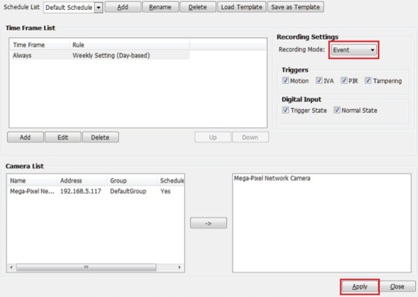 Schedule List Default Schedule Add Rename Delete Load Template Save as Template
Time Frame List
Time Frame Rule
Always Weekly Setting (Day-based)
Add Edit Delete Up Down
Recording Settings
Recording Mode: Event
Triggers
Motion IVA PIR Tampering
Digital Input
Trigger State Normal State
Camera List
Name Address Group Schedule
Mega-Pixel Ne... 192.168.5.117 DefaultGroup Yes
->
Mega-Pixel Network Camera
Apply Close